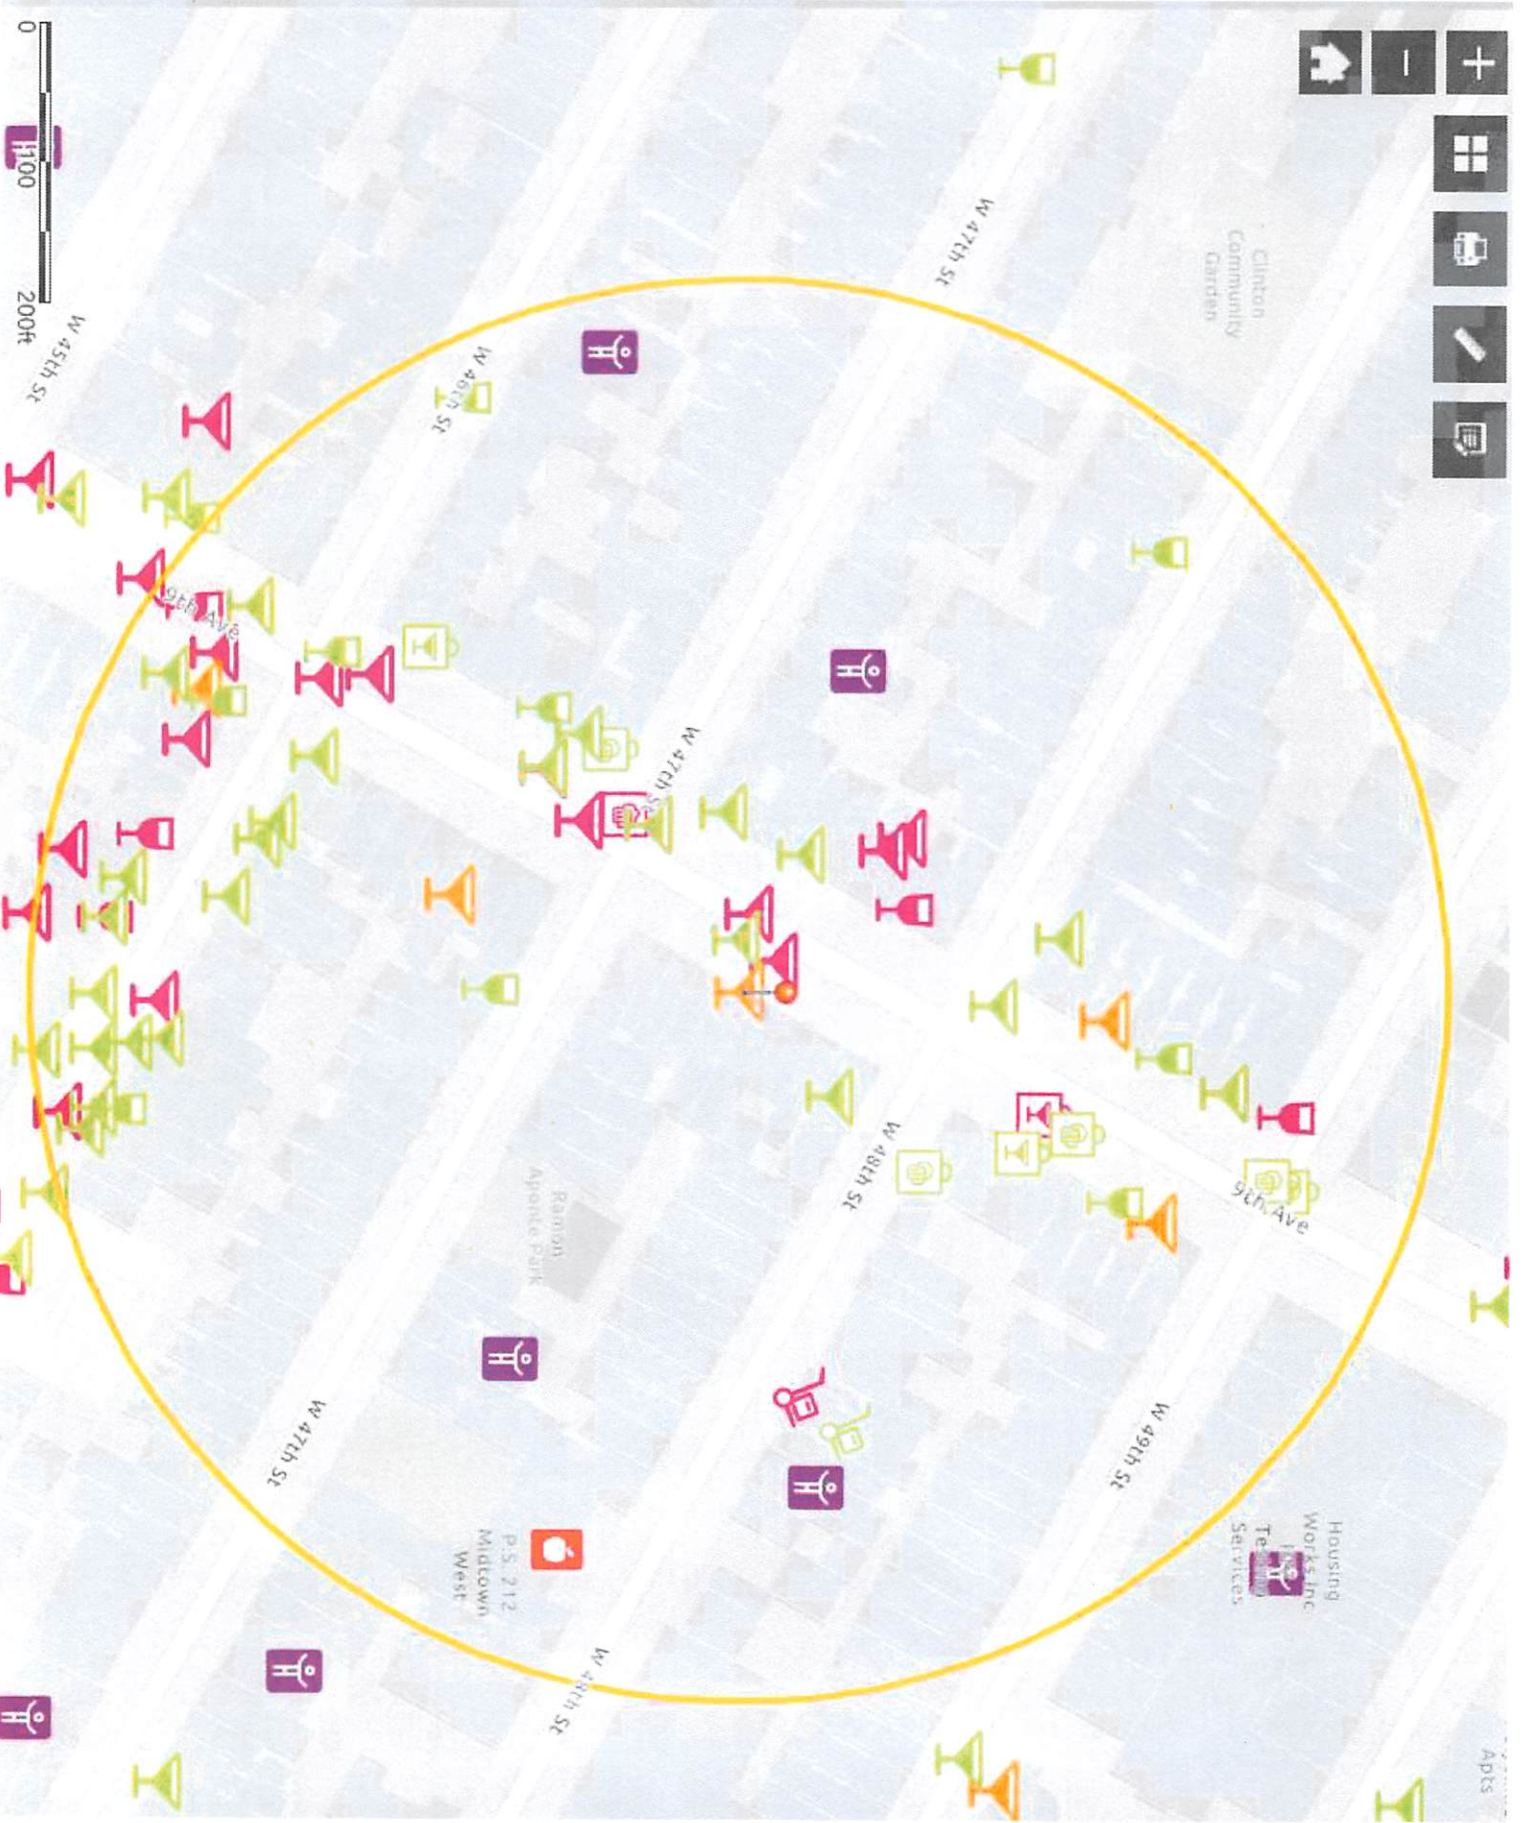 0
100
200ft
W 45th St
W 46th St
W 47th St
Clinton
Community
Garden
9th Ave
W 47th St
W 48th St
9th Ave
Ramon
Aponte Park
W 47th St
W 49th St
P.S. 212
Midtown
West
Housing
Works Inc
Services
W 48th St
Apts